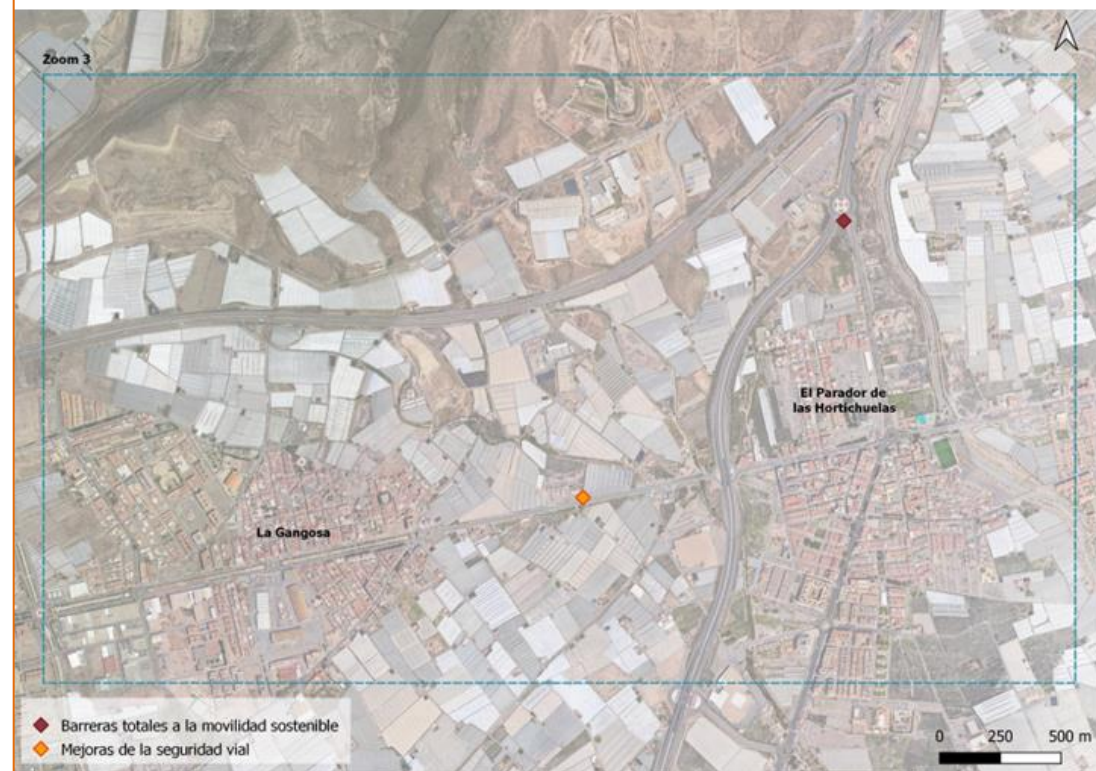 Zoom 3
El Parador de
las Hortichuelas
La Gangosa
Barreras totales a la movilidad sostenible
Mejoras de la seguridad vial
0 250 500 m